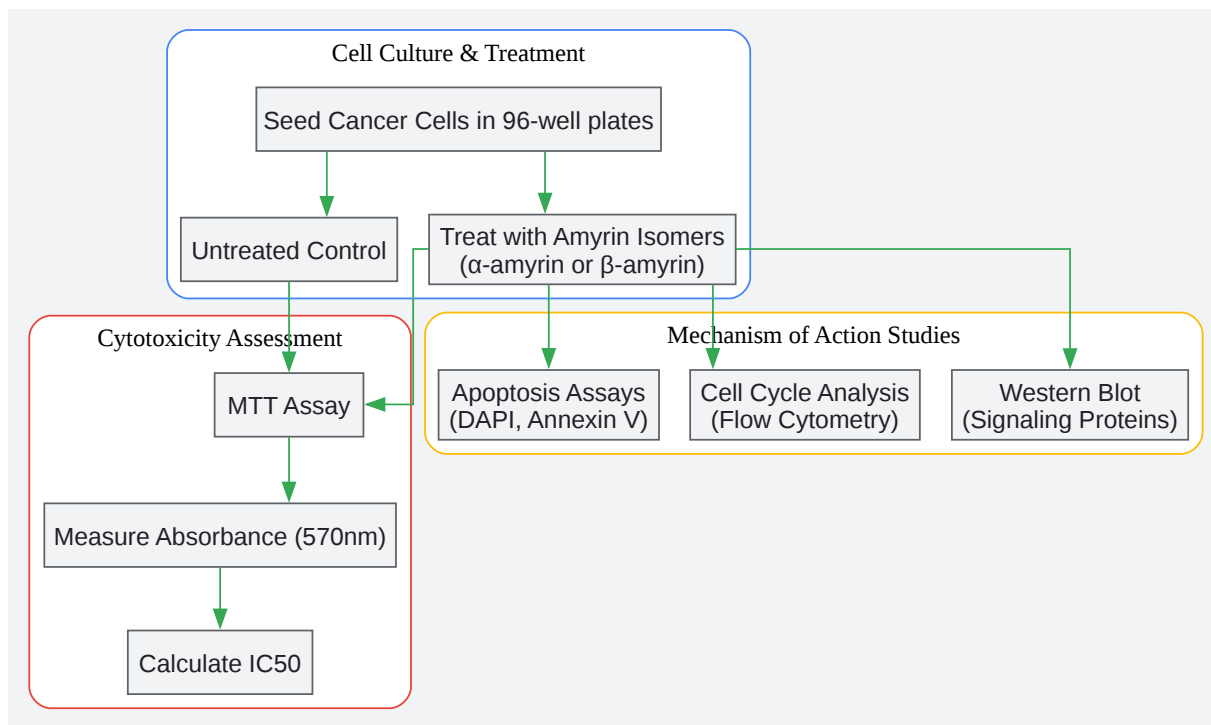 Cell Culture & Treatment
Seed Cancer Cells in 96-well plates
Untreated Control
Treat with Amyrin Isomers
(α-amyrin or β-amyrin)
Cytotoxicity Assessment
MTT Assay
Measure Absorbance (570nm)
Calculate IC50
Mechanism of Action Studies
Apoptosis Assays
(DAPI, Annexin V)
Cell Cycle Analysis
(Flow Cytometry)
Western Blot
(Signaling Proteins)